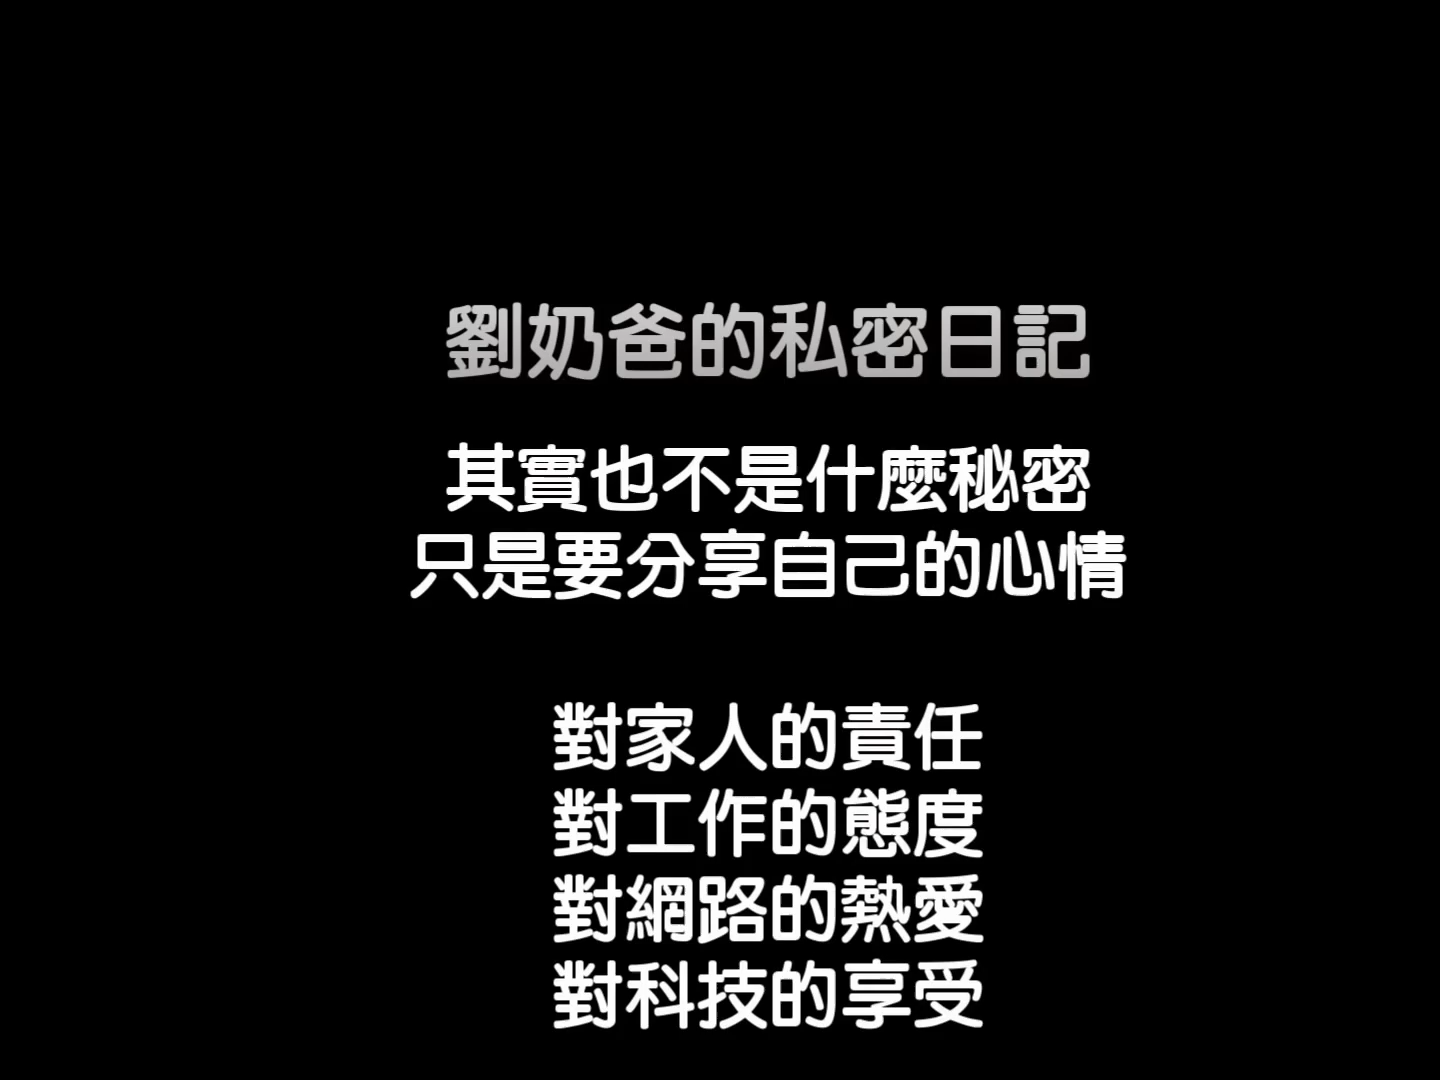 劉奶爸的私密日記
其實也不是什麼秘密
只是要分享自己的心情
對家人的責任
對工作的態度
對網路的熱愛
對科技的享受